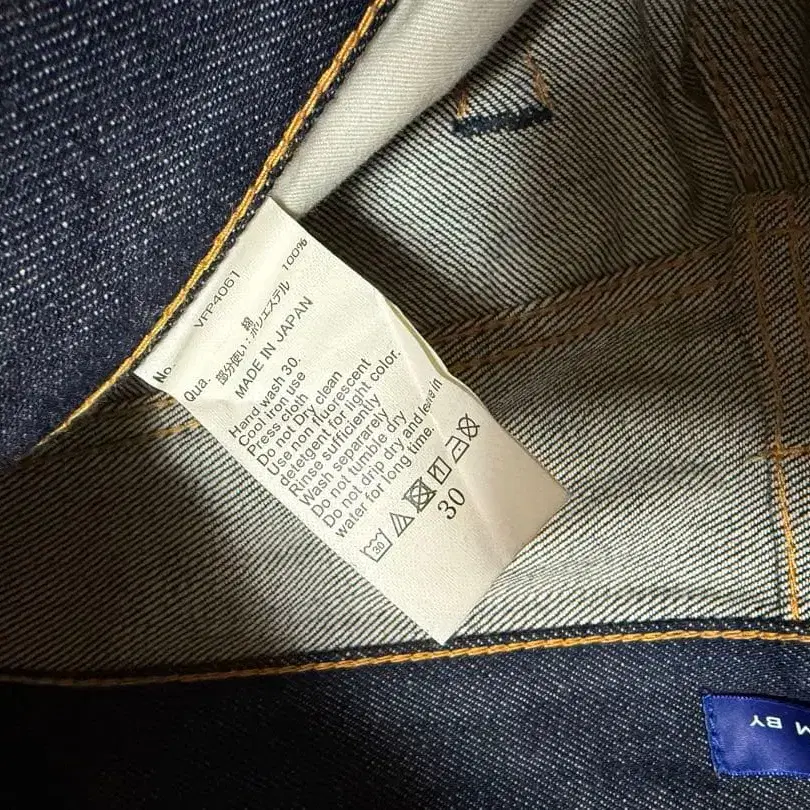 No. VFP4061
Qua. 綿 100%
部分使い:ポリエステル
MADE IN JAPAN
Hand wash 30.
Cool iron use
Press cloth
Do not Dry clean
Use non fluorescent
detergent for light color.
Rinse sufficiently
Wash separately
Do not tumble dry
Do not drip dry and leave in
water for long time.
30
30
M BY